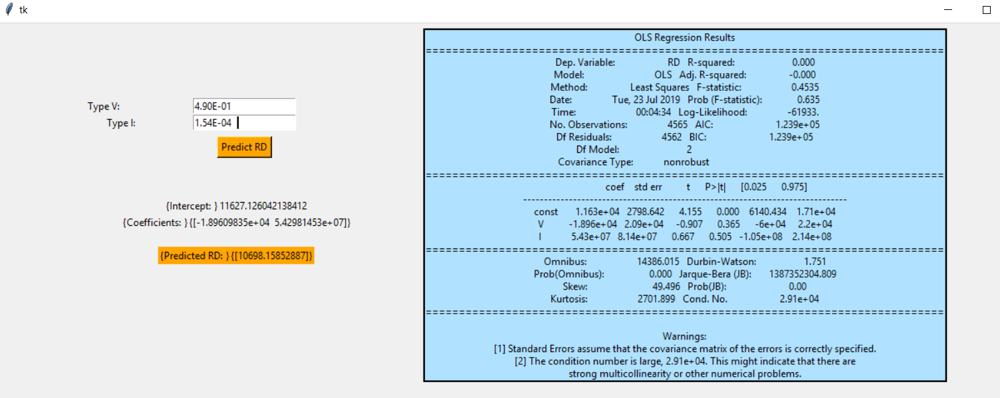 tk
Type V: 4.90E-01
Type I: 1.54E-04
Predict RD
{Intercept: } 11627.126042138412
{Coefficients: } {[-1.89609835e+04 5.42981453e+07]}
{Predicted RD: } {[10698.15852887]}
OLS Regression Results
==============================================================================
Dep. Variable: RD R-squared: 0.000
Model: OLS Adj. R-squared: -0.000
Method: Least Squares F-statistic: 0.4535
Date: Tue, 23 Jul 2019 Prob (F-statistic): 0.635
Time: 00:04:34 Log-Likelihood: -61933.
No. Observations: 4565 AIC: 1.239e+05
Df Residuals: 4562 BIC: 1.239e+05
Df Model: 2
Covariance Type: nonrobust
==============================================================================
coef std err t P>|t| [0.025 0.975]
------------------------------------------------------------------------------
const 1.163e+04 2798.642 4.155 0.000 6140.434 1.71e+04
V -1.896e+04 2.09e+04 -0.907 0.365 -6e+04 2.2e+04
I 5.43e+07 8.14e+07 0.667 0.505 -1.05e+08 2.14e+08
==============================================================================
Omnibus: 14386.015 Durbin-Watson: 1.751
Prob(Omnibus): 0.000 Jarque-Bera (JB): 1387352304.809
Skew: 49.496 Prob(JB): 0.00
Kurtosis: 2701.899 Cond. No. 2.91e+04
==============================================================================
Warnings:
[1] Standard Errors assume that the covariance matrix of the errors is correctly specified.
[2] The condition number is large, 2.91e+04. This might indicate that there are
strong multicollinearity or other numerical problems.